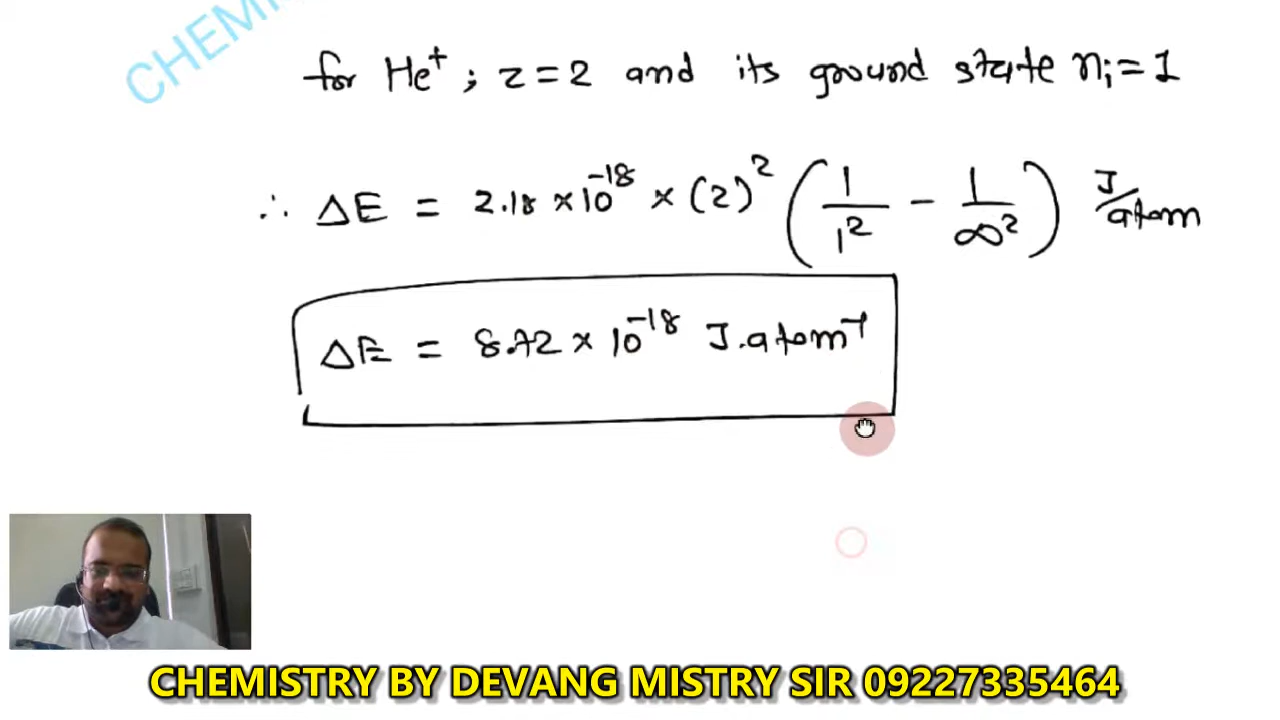 CHEMIS
for He⁺ ; z = 2 and its ground state nᵢ = 1
∴ ΔE = 2.18 × 10⁻¹⁸ × (2)² (1/1² − 1/∞²) J/atom
ΔE = 8.72 × 10⁻¹⁸ J.atom⁻¹
CHEMISTRY BY DEVANG MISTRY SIR 09227335464